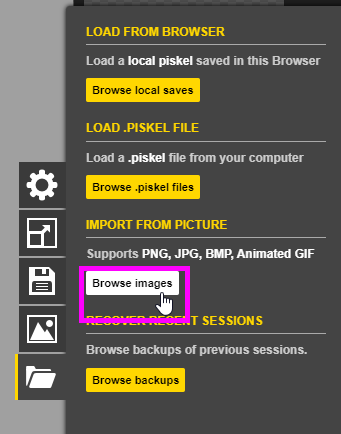 LOAD FROM BROWSER
Load a local piskel saved in this Browser
Browse local saves
LOAD .PISKEL FILE
Load a .piskel file from your computer
Browse .piskel files
IMPORT FROM PICTURE
Supports PNG, JPG, BMP, Animated GIF
Browse images
RECOVER RECENT SESSIONS
Browse backups of previous sessions.
Browse backups